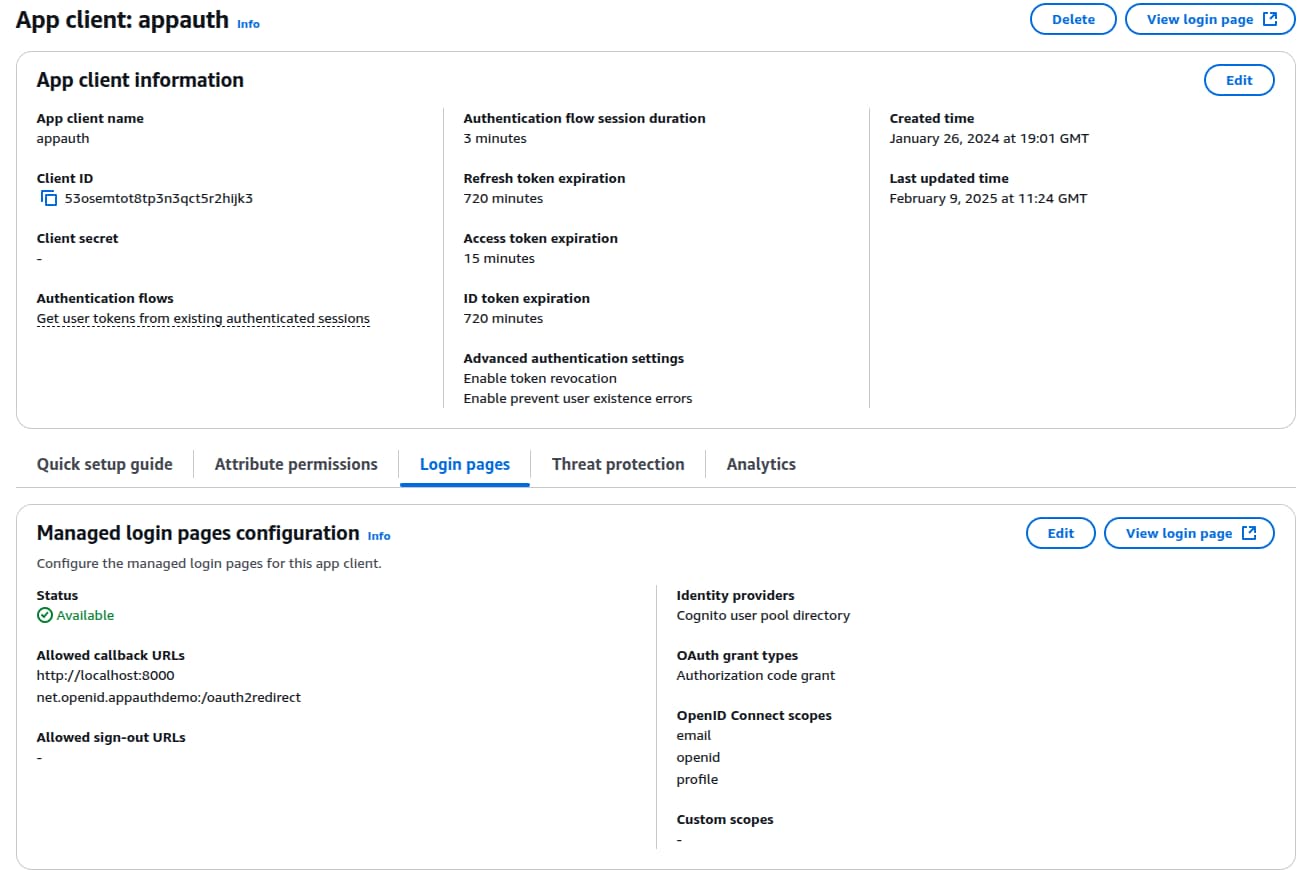 App client: appauth Info
Delete
View login page
App client information
Edit
App client name
appauth
Client ID
53osemtot8tp3n3qct5r2hijk3
Client secret
-
Authentication flows
Get user tokens from existing authenticated sessions
Authentication flow session duration
3 minutes
Refresh token expiration
720 minutes
Access token expiration
15 minutes
ID token expiration
720 minutes
Advanced authentication settings
Enable token revocation
Enable prevent user existence errors
Created time
January 26, 2024 at 19:01 GMT
Last updated time
February 9, 2025 at 11:24 GMT
Quick setup guide
Attribute permissions
Login pages
Threat protection
Analytics
Managed login pages configuration Info
Edit
View login page
Configure the managed login pages for this app client.
Status
Available
Allowed callback URLs
http://localhost:8000
net.openid.appauthdemo:/oauth2redirect
Allowed sign-out URLs
-
Identity providers
Cognito user pool directory
OAuth grant types
Authorization code grant
OpenID Connect scopes
email
openid
profile
Custom scopes
-